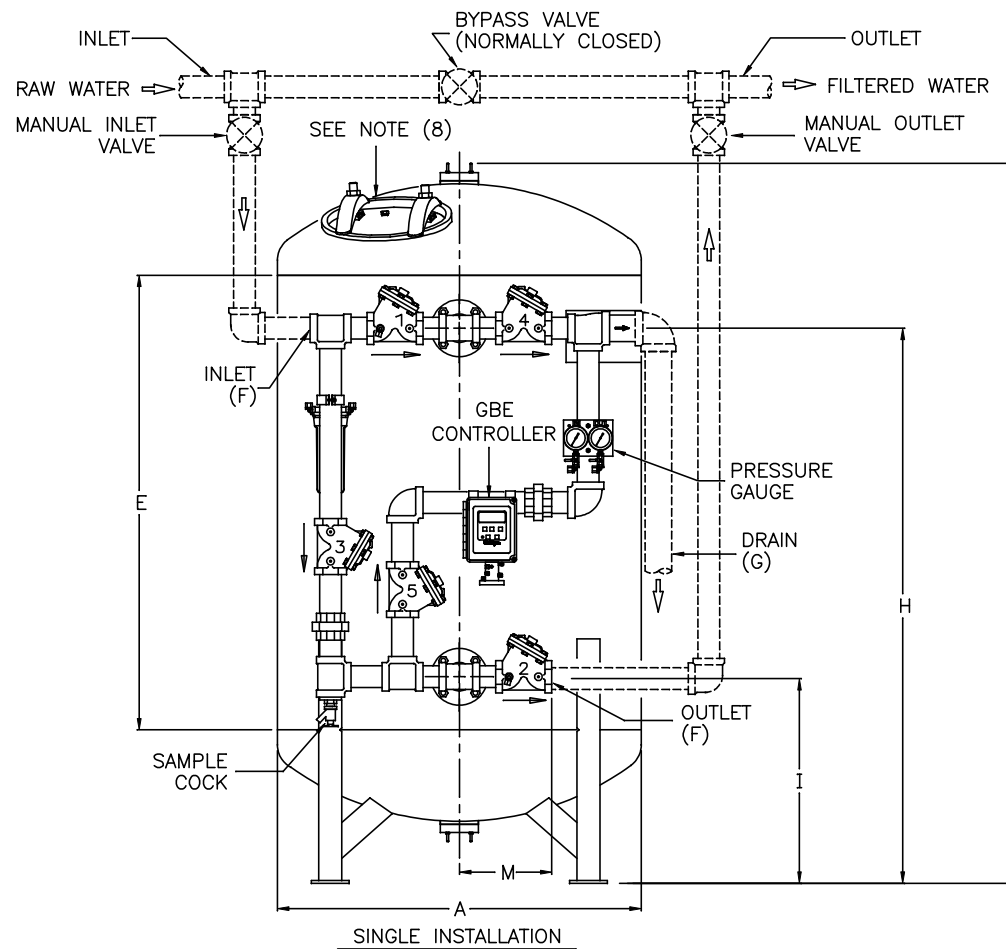 BYPASS VALVE
(NORMALLY CLOSED)
INLET
OUTLET
RAW WATER
FILTERED WATER
MANUAL INLET
VALVE
SEE NOTE (8)
MANUAL OUTLET
VALVE
1
4
INLET
(F)
GBE
CONTROLLER
PRESSURE
GAUGE
E
3
DRAIN
(G)
H
5
2
OUTLET
(F)
SAMPLE
COCK
I
M
A
SINGLE INSTALLATION